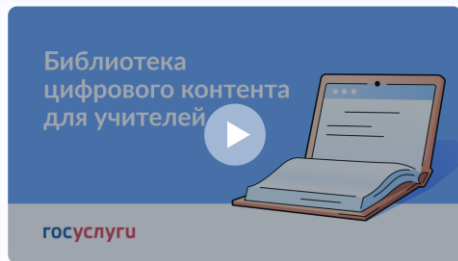 Библиотека
цифрового контента
для учителей
госуслуги